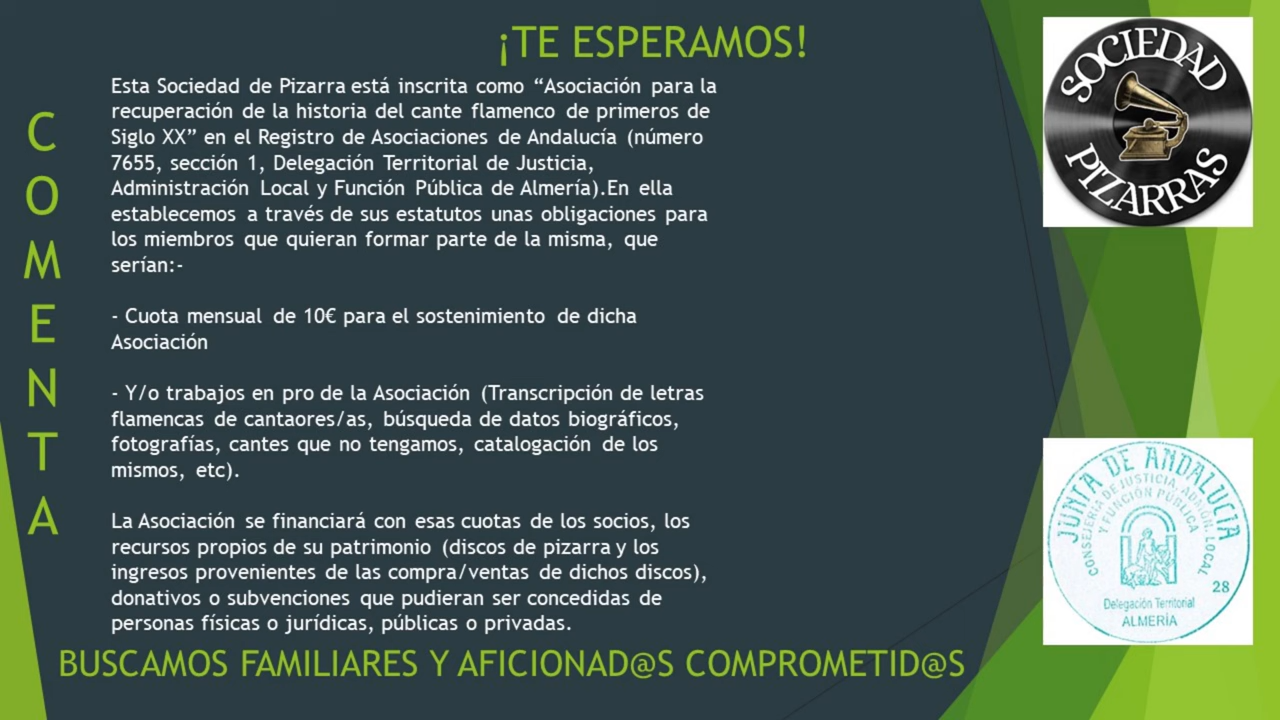 ¡TE ESPERAMOS!
Esta Sociedad de Pizarra está inscrita como “Asociación para la
recuperación de la historia del cante flamenco de primeros de
Siglo XX” en el Registro de Asociaciones de Andalucía (número
7655, sección 1, Delegación Territorial de Justicia,
Administración Local y Función Pública de Almería).En ella
establecemos a través de sus estatutos unas obligaciones para
los miembros que quieran formar parte de la misma, que
serían:-
- Cuota mensual de 10€ para el sostenimiento de dicha
Asociación
- Y/o trabajos en pro de la Asociación (Transcripción de letras
flamencas de cantaores/as, búsqueda de datos biográficos,
fotografías, cantes que no tengamos, catalogación de los
mismos, etc).
La Asociación se financiará con esas cuotas de los socios, los
recursos propios de su patrimonio (discos de pizarra y los
ingresos provenientes de las compra/ventas de dichos discos),
donativos o subvenciones que pudieran ser concedidas de
personas físicas o jurídicas, públicas o privadas.
COMENTA
BUSCAMOS FAMILIARES Y AFICIONAD@S COMPROMETID@S
SOCIEDAD
PIZARRAS
JUNTA DE ANDALUCIA
CONSEJERÍA DE JUSTICIA, ADMÓN. LOCAL
Y FUNCIÓN PÚBLICA
28
Delegación Territorial
ALMERÍA